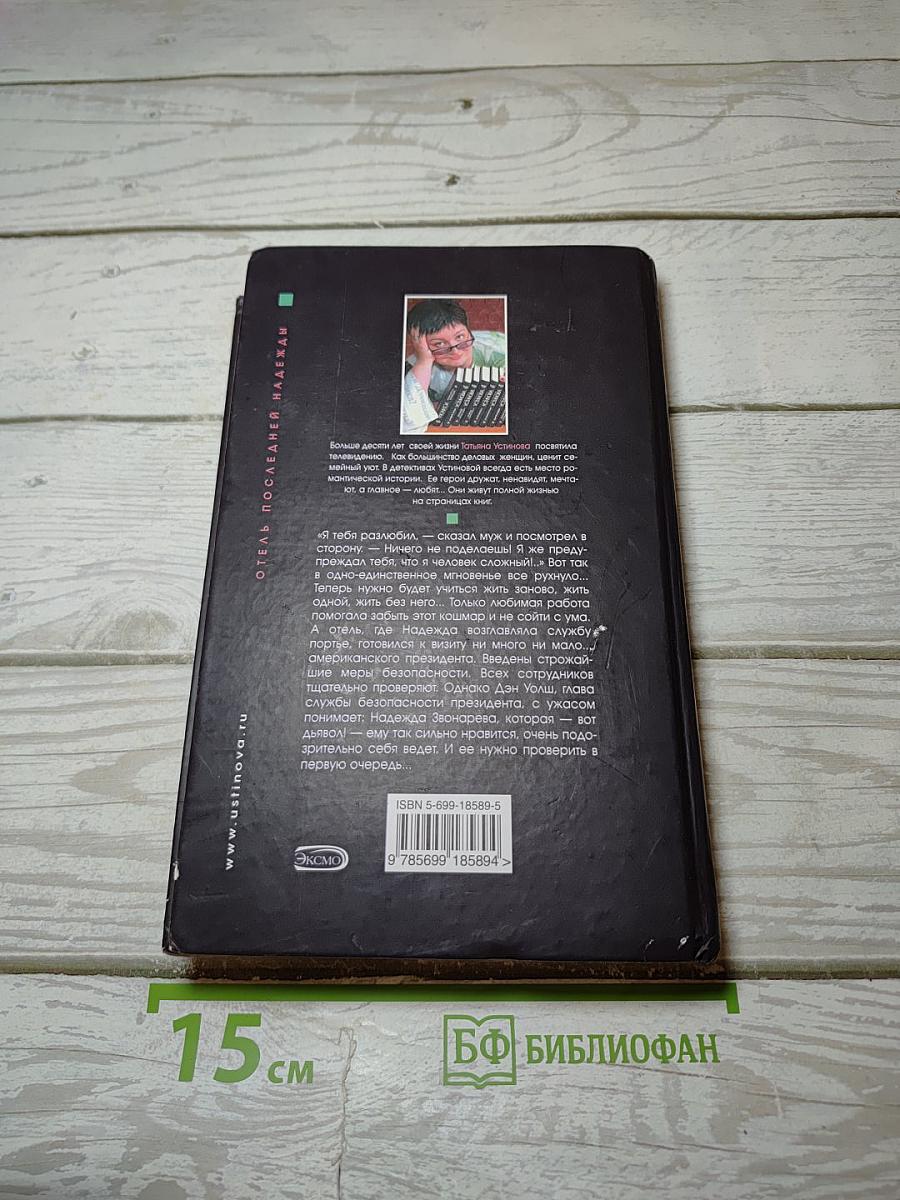 ОТЕЛЬ ПОСЛЕДНЕЙ НАДЕЖДЫ
Больше десяти лет своей жизни Татьяна Устинова посвятила
телевидению. Как большинство деловых женщин, ценит се-
мейный уют. В детективах Устиновой всегда есть место ро-
мантической истории. Ее герои дружат, ненавидят, мечта-
ют, а главное — любят... Они живут полной жизнью
на страницах книг.
«Я тебя разлюбил, — сказал муж и посмотрел в
сторону. — Ничего не поделаешь! Я же преду-
преждал тебя, что я человек сложный!..» Вот так
в одно-единственное мгновенье все рухнуло...
Теперь нужно будет учиться жить заново, жить
одной, жить без него... Только любимая работа
помогала забыть этот кошмар и не сойти с ума.
А отель, где Надежда возглавляла службу
портье, готовился к визиту ни много ни мало...
американского президента. Введены строжай-
шие меры безопасности. Всех сотрудников
тщательно проверяют. Однако Дэн Уолш, глава
службы безопасности президента, с ужасом
понимает: Надежда Звонарева, которая — вот
дьявол! — ему так сильно нравится, очень подо-
зрительно себя ведет. И ее нужно проверить в
первую очередь...
www.ustinova.ru
ЭКСМО
ISBN 5-699-18589-5
9 785699 185894 >
15 см
БФ БИБЛИОФАН